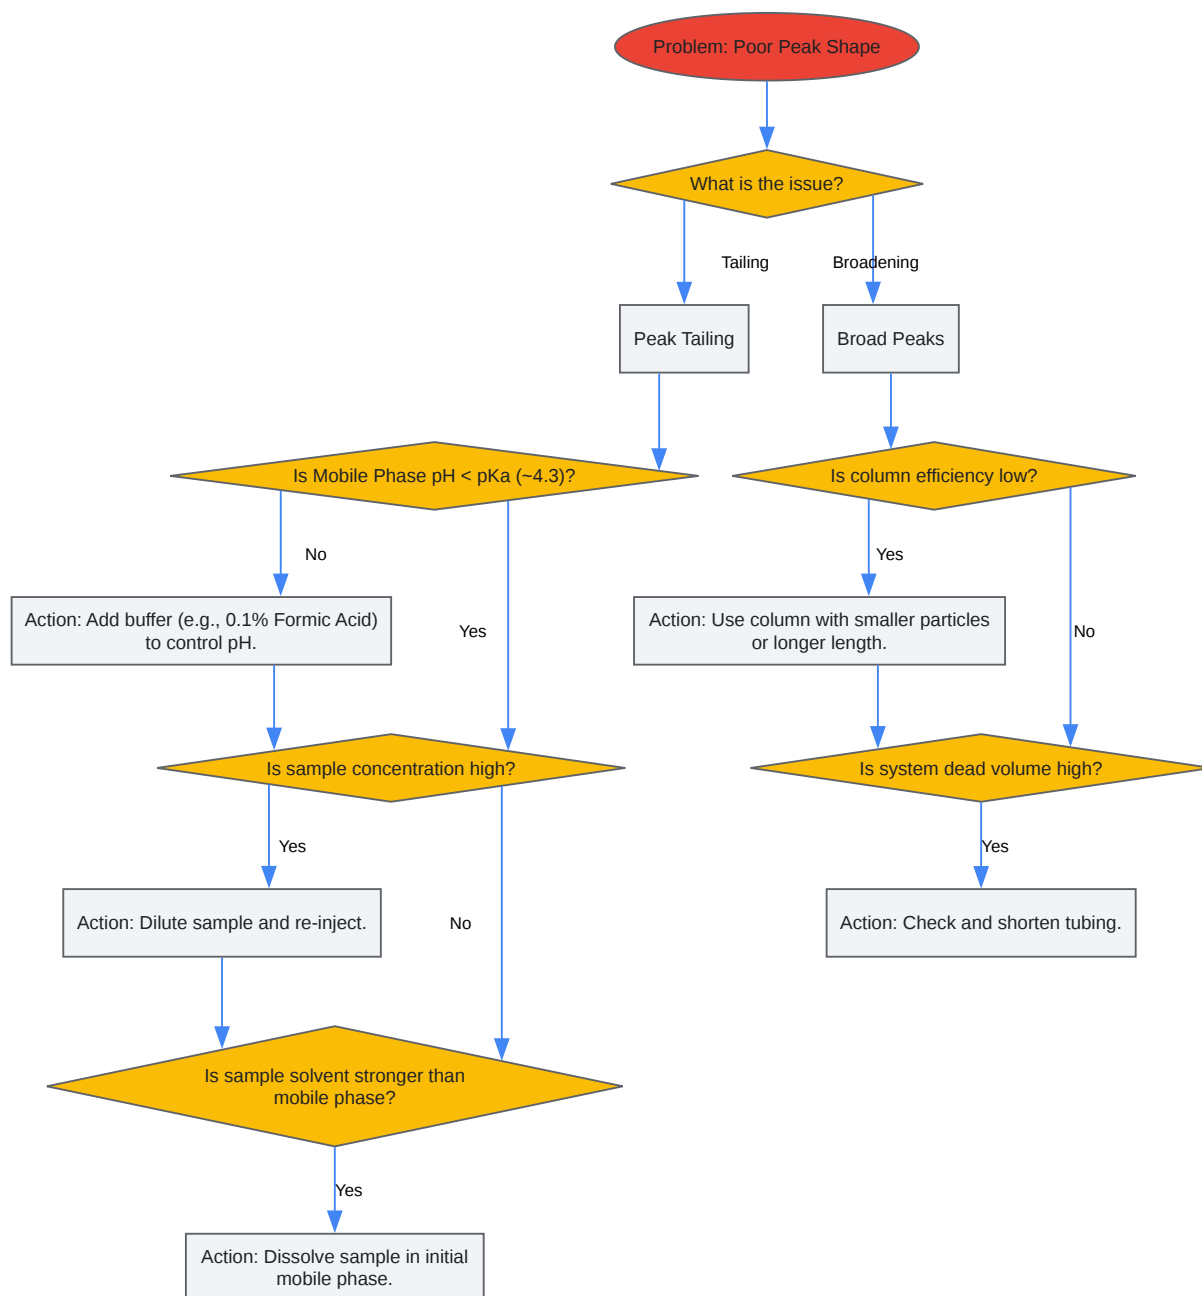 Problem: Poor Peak Shape
What is the issue?
Tailing
Broadening
Peak Tailing
Broad Peaks
Is Mobile Phase pH < pKa (~4.3)?
Is column efficiency low?
No
Yes
Action: Add buffer (e.g., 0.1% Formic Acid)
to control pH.
Yes
Action: Use column with smaller particles
or longer length.
No
Is sample concentration high?
Is system dead volume high?
Yes
Yes
Action: Dilute sample and re-inject.
No
Action: Check and shorten tubing.
Is sample solvent stronger than
mobile phase?
Yes
Action: Dissolve sample in initial
mobile phase.